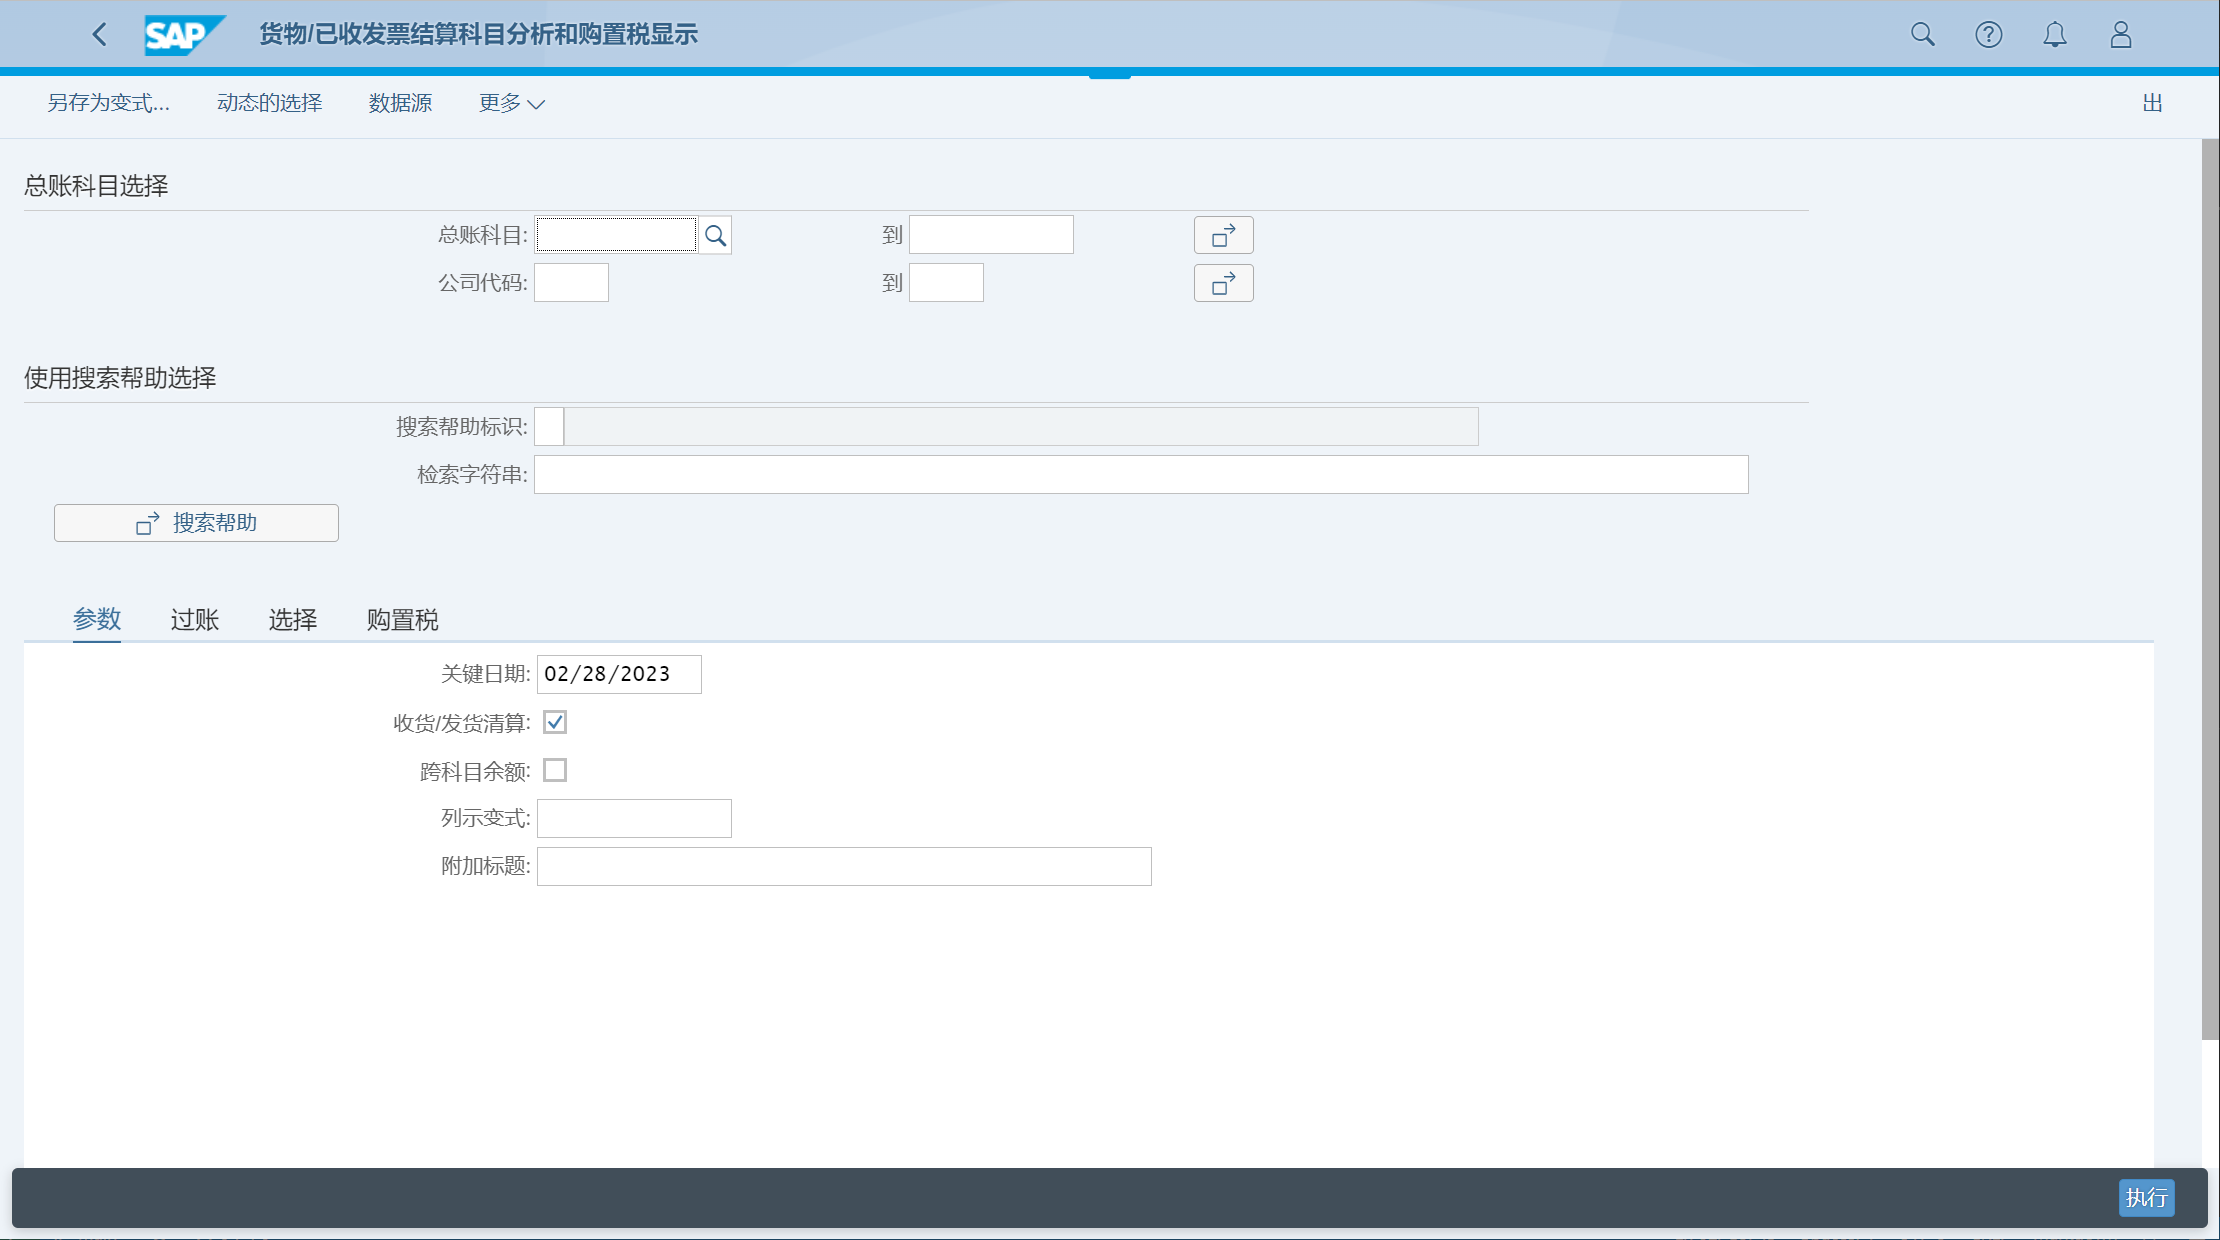 SAP 货物/已收发票结算科目分析和购置税显示
另存为变式... 动态的选择 数据源 更多 出
总账科目选择
总账科目: 到
公司代码: 到
使用搜索帮助选择
搜索帮助标识:
检索字符串:
搜索帮助
参数 过账 选择 购置税
关键日期: 02/28/2023
收货/发货清算:
跨科目余额:
列示变式:
附加标题:
执行